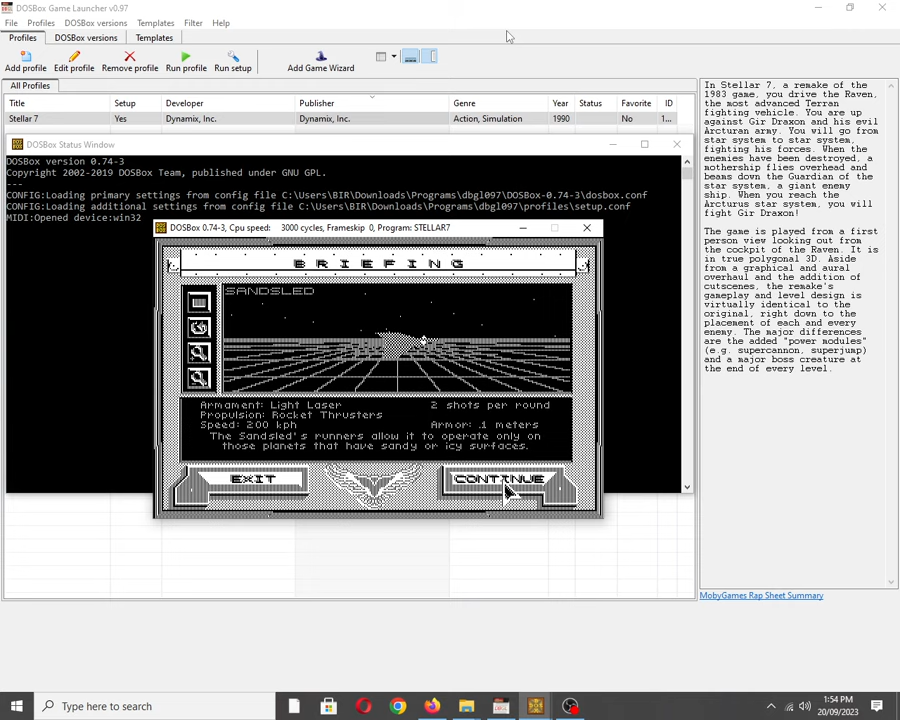 DOSBox Game Launcher v0.97
File Profiles DOSBox versions Templates Filter Help
Profiles DOSBox versions Templates
Add profile Edit profile Remove profile Run profile Run setup Add Game Wizard
All Profiles
Title Setup Developer Publisher Genre Year Status Favorite ID
Stellar 7 Yes Dynamix, Inc. Dynamix, Inc. Action, Simulation 1990 No 1...
DOSBox Status Window
DOSBox version 0.74-3
Copyright 2002-2019 DOSBox Team, published under GNU GPL.
---
CONFIG:Loading primary settings from config file C:\Users\BIR\Downloads\Programs\dbgl097\DOSBox-0.74-3\dosbox.conf
CONFIG:Loading additional settings from config file C:\Users\BIR\Downloads\Programs\dbgl097\profiles\setup.conf
MIDI:Opened device:win32
DOSBox 0.74-3, Cpu speed: 3000 cycles, Frameskip 0, Program: STELLAR7
BRIEFING
SANDSLED
Armament: Light Laser 2 shots per round
Propulsion: Rocket Thrusters
Speed: 200 kph Armor: .1 meters
The Sandsled's runners allow it to operate only on
those planets that have sandy or icy surfaces.
EXIT CONTINUE
In Stellar 7, a remake of the
1983 game, you drive the Raven,
the most advanced Terran
fighting vehicle. You are up
against Gir Draxon and his evil
Arcturan army. You will go from
star system to star system,
fighting his forces. When the
enemies have been destroyed, a
mothership flies overhead and
beams down the Guardian of the
star system, a giant enemy
ship. When you reach the
Arcturus star system, you will
fight Gir Draxon!
The game is played from a first
person view looking out from
the cockpit of the Raven. It is
in true polygonal 3D. Aside
from a graphical and aural
overhaul and the addition of
cutscenes, the remake's
gameplay and level design is
virtually identical to the
original, right down to the
placement of each and every
enemy. The major differences
are the added "power modules"
(e.g. supercannon, superjump)
and a major boss creature at
the end of every level.
MobyGames Rap Sheet Summary
Type here to search
1:54 PM
20/09/2023